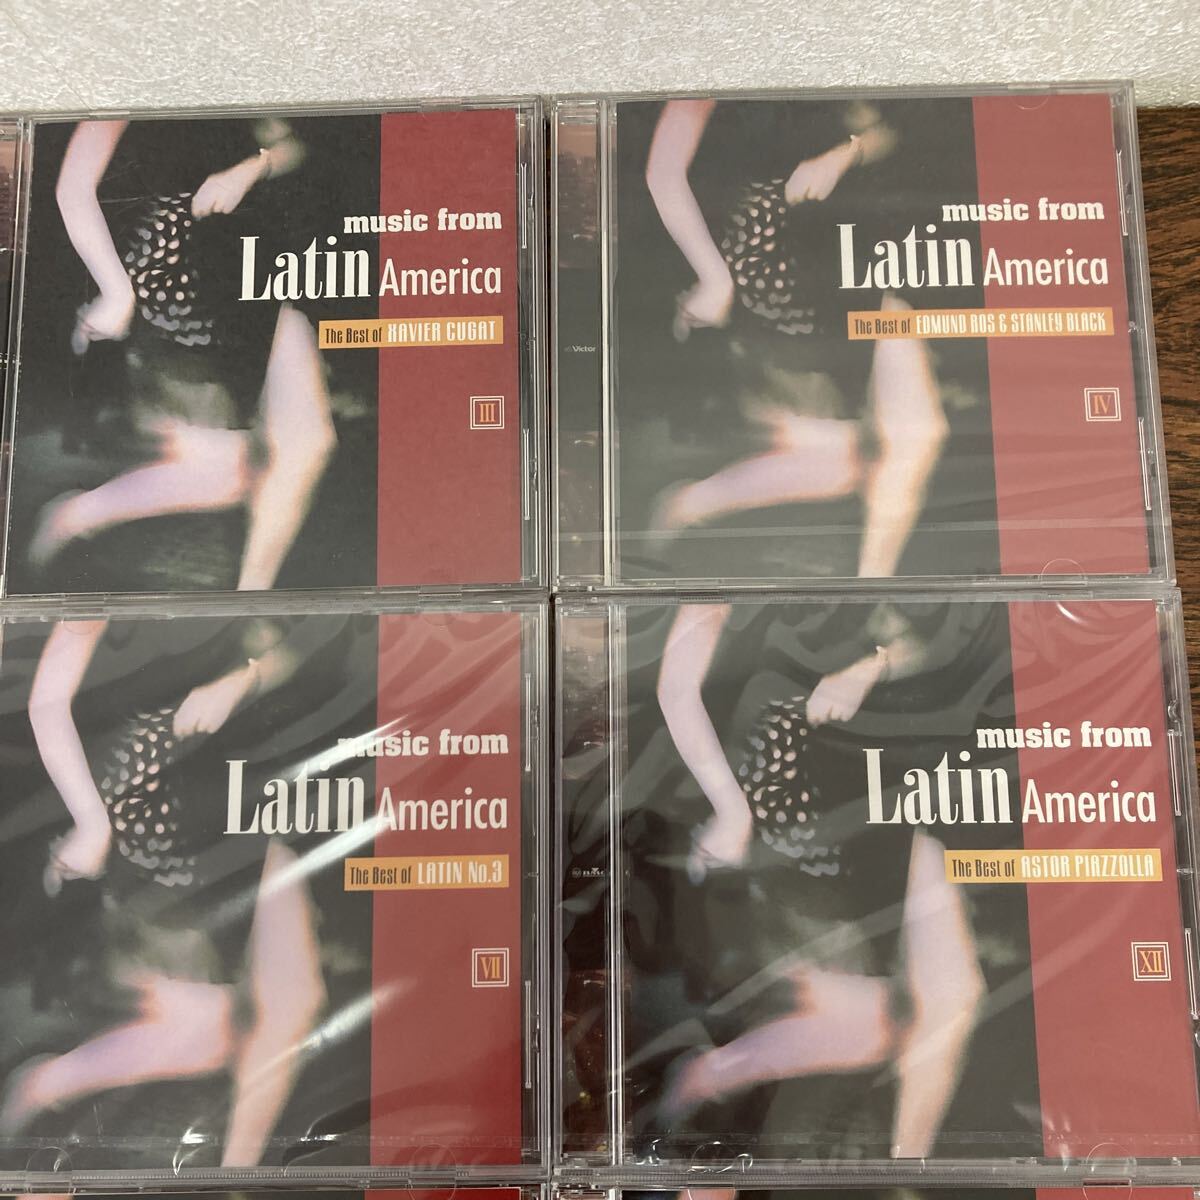 music from
Latin America
The Best of XAVIER CUGAT
III
music from
Latin America
The Best of EDMUND ROS & STANLEY BLACK
Victor
IV
music from
Latin America
The Best of LATIN No.3
VII
music from
Latin America
The Best of ASTOR PIAZZOLLA
XII